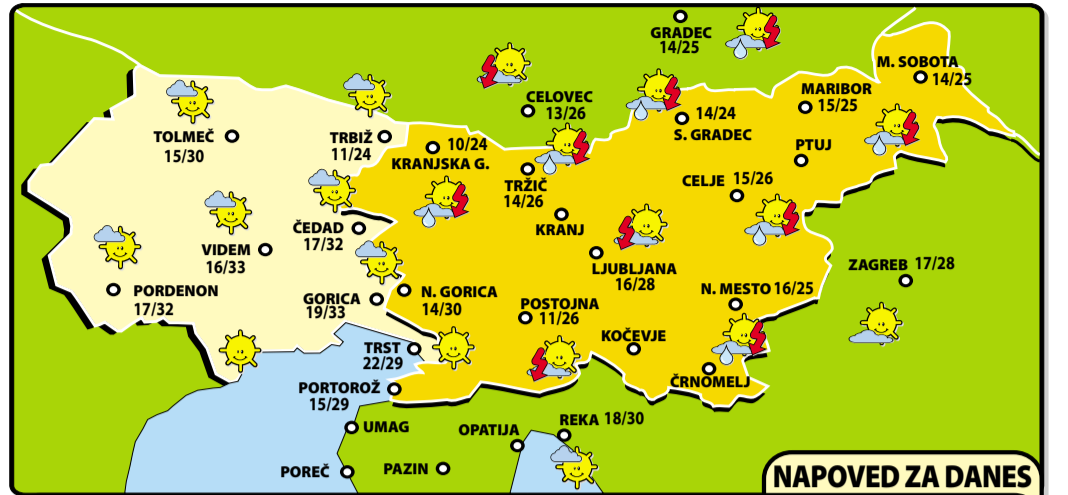 GRADEC
14/25
M. SOBOTA
14/25
CELOVEC
13/26
MARIBOR
15/25
14/24
S. GRADEC
TOLMEČ
15/30
TRBIŽ
11/24
10/24
KRANJSKA G.
PTUJ
TRŽIČ
14/26
CELJE 15/26
KRANJ
ČEDAD
17/32
VIDEM
16/33
LJUBLJANA
16/28
ZAGREB 17/28
PORDENON
17/32
GORICA
19/33
N. GORICA
14/30
POSTOJNA
11/26
N. MESTO 16/25
KOČEVJE
TRST
22/29
ČRNOMELJ
PORTOROŽ
15/29
UMAG
OPATIJA
REKA 18/30
POREČ
PAZIN
NAPOVED ZA DANES